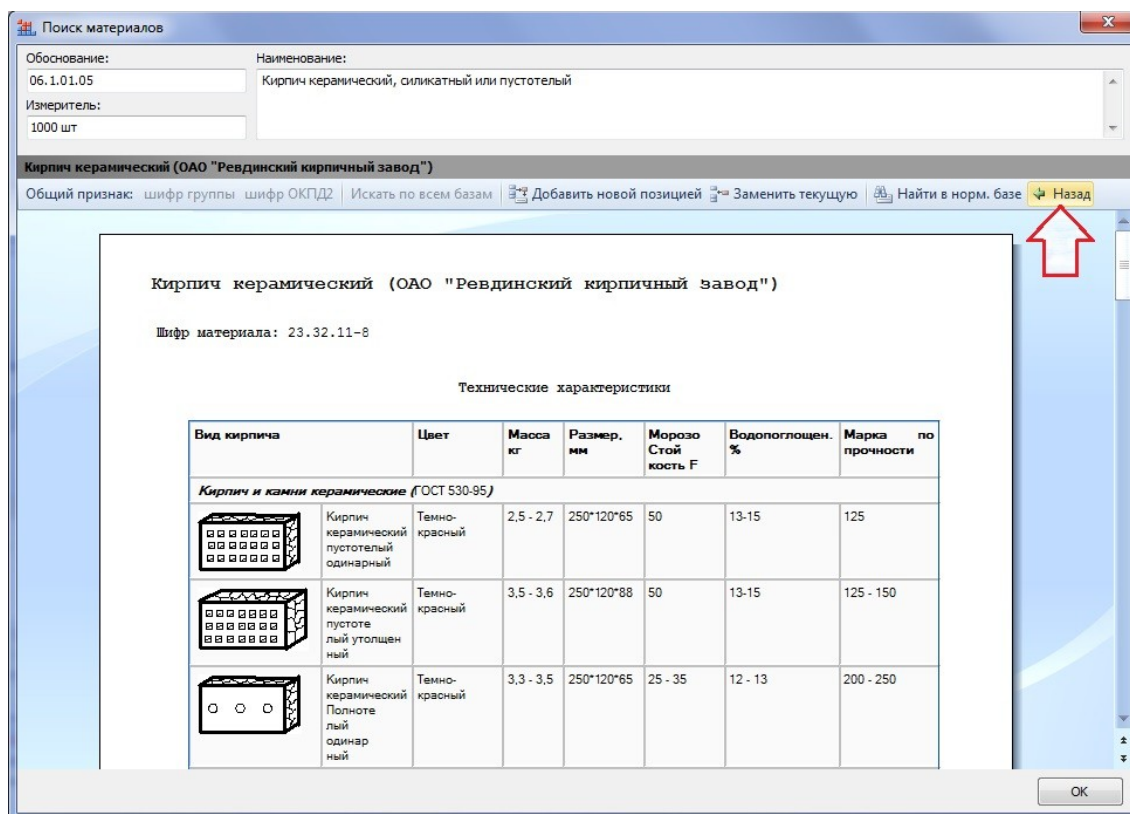 Поиск материалов
Обоснование:
Наименование:
06.1.01.05
Кирпич керамический, силикатный или пустотелый
Измеритель:
1000 шт
Кирпич керамический (ОАО "Ревдинский кирпичный завод")
Общий признак: шифр группы шифр ОКПД2 Искать по всем базам Добавить новой позицией Заменить текущую Найти в норм. базе Назад
Кирпич керамический (ОАО "Ревдинский кирпичный завод")
Шифр материала: 23.32.11-8
Технические характеристики
Вид кирпича Цвет Масса Размер, Морозо Водопоглощен. Марка по
кг мм Стой % прочности
кость F
Кирпич и камни керамические (ГОСТ 530-95)
Кирпич Темно- 2,5 - 2,7 250*120*65 50 13-15 125
керамический красный
пустотелый
одинарный
Кирпич Темно- 3,5 - 3,6 250*120*88 50 13-15 125 - 150
керамический красный
пустоте
лый утолщен
ный
Кирпич Темно- 3,3 - 3,5 250*120*65 25 - 35 12 - 13 200 - 250
керамический красный
Полноте
лый
одинар
ный
OK